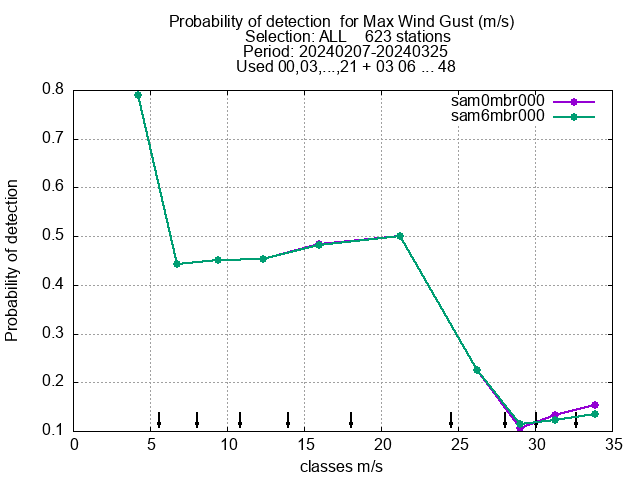 Probability of detection  for Max Wind Gust (m/s)
Selection: ALL    623 stations
Period: 20240207-20240325
Used 00,03,...,21 + 03 06 ... 48
sam0mbr000
sam6mbr000
0.8
0.7
0.6
0.5
0.4
0.3
0.2
0.1
Probability of detection
0 5 10 15 20 25 30 35
classes m/s